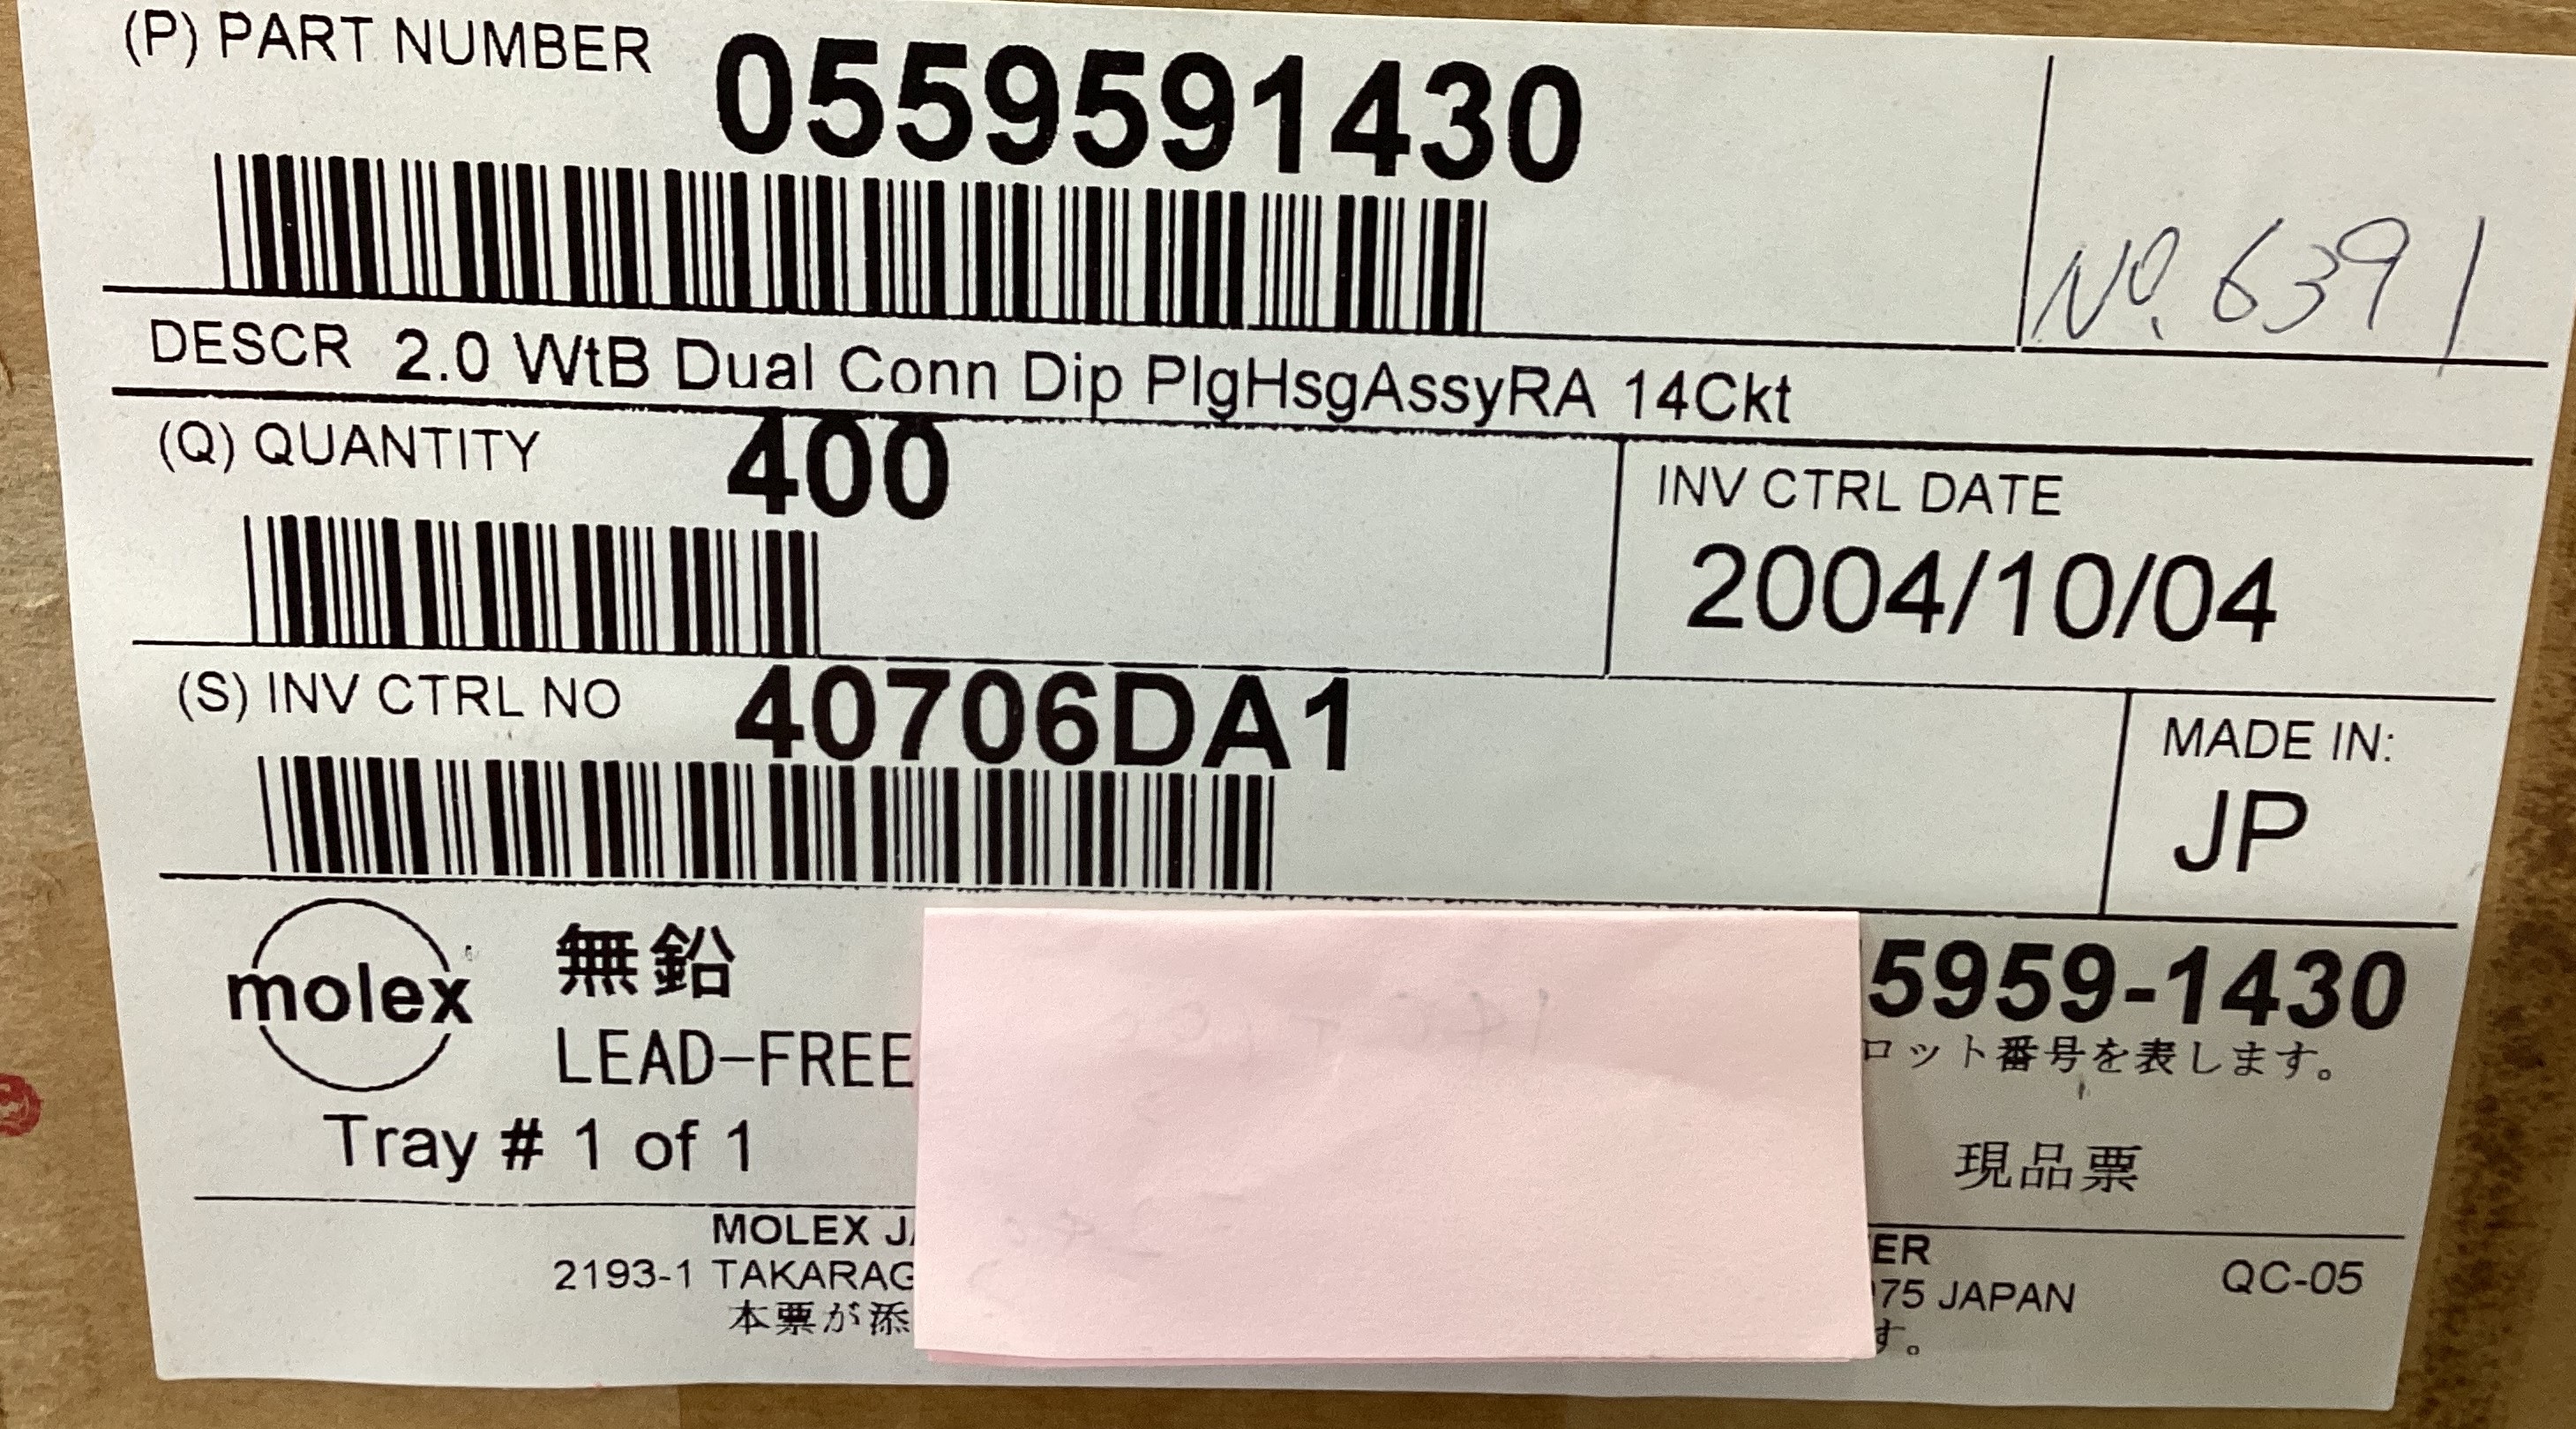 (P) PART NUMBER 0559591430
No. 6391
DESCR 2.0 WtB Dual Conn Dip PlgHsgAssyRA 14Ckt
(Q) QUANTITY 400
INV CTRL DATE
2004/10/04
(S) INV CTRL NO 40706DA1
MADE IN:
JP
molex
無鉛
LEAD-FREE
5959-1430
ロット番号を表します。
Tray # 1 of 1
現品票
MOLEX
2193-1
75 JAPAN
QC-05
本票が添
す。